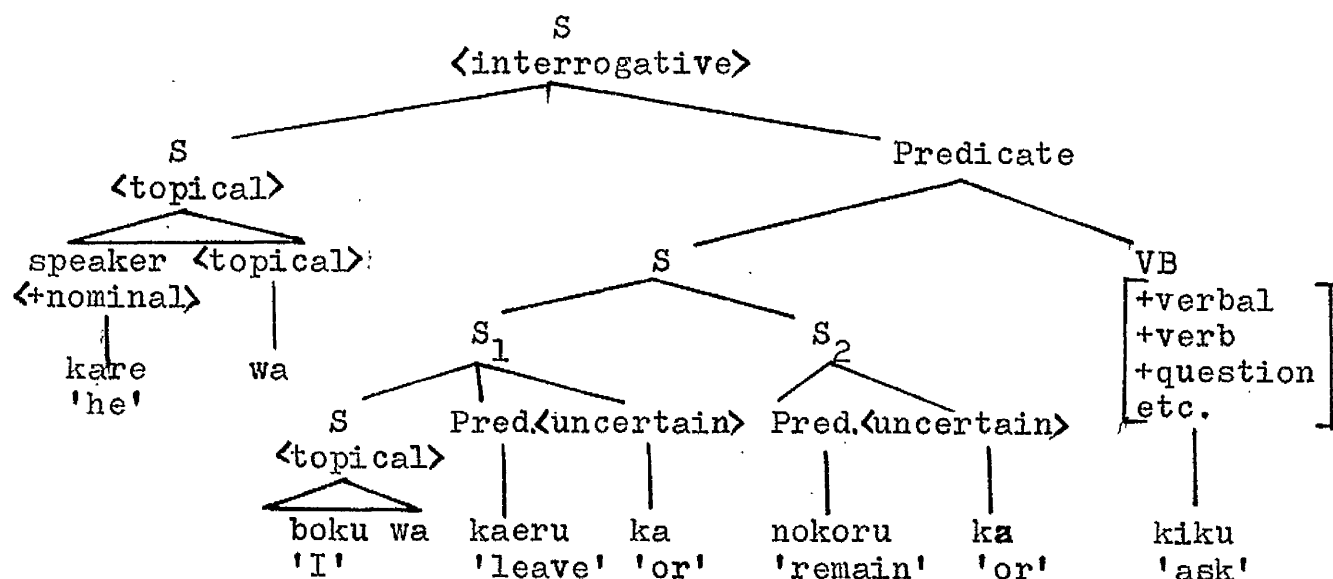 S
<interrogative>
S Predicate
<topical>
speaker <topical> S VB
<+nominal> +verbal
S1 S2 +verb
kare wa +question
'he' etc.
S Pred.<uncertain> Pred.<uncertain>
<topical>
boku wa kaeru ka nokoru ka kiku
'I' 'leave' 'or' 'remain' 'or' 'ask'